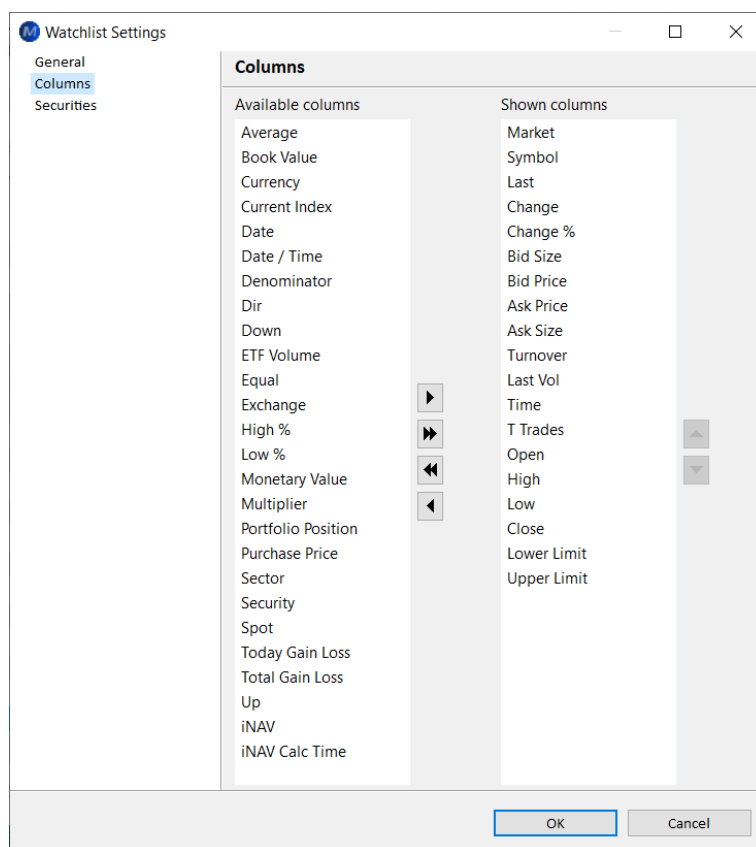 Watchlist Settings
General
Columns
Securities
Columns
Available columns
Average
Book Value
Currency
Current Index
Date
Date / Time
Denominator
Dir
Down
ETF Volume
Equal
Exchange
High %
Low %
Monetary Value
Multiplier
Portfolio Position
Purchase Price
Sector
Security
Spot
Today Gain Loss
Total Gain Loss
Up
iNAV
iNAV Calc Time
Shown columns
Market
Symbol
Last
Change
Change %
Bid Size
Bid Price
Ask Price
Ask Size
Turnover
Last Vol
Time
T Trades
Open
High
Low
Close
Lower Limit
Upper Limit
OK
Cancel